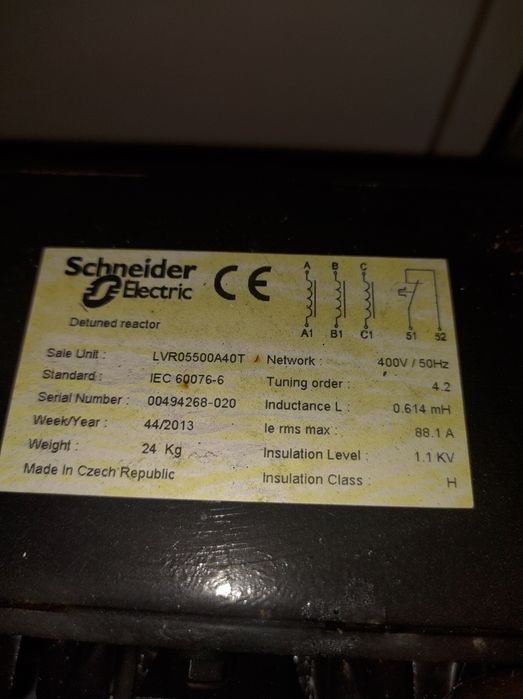 Schneider
Electric
CE
A B C
A1 B1 C1 51 52
Detuned reactor
Sale Unit : LVR05500A40T
Standard : IEC 60076-6
Serial Number : 00494268-020
Week/Year : 44/2013
Weight : 24 Kg
Made In Czech Republic
Network : 400V / 50Hz
Tuning order : 4.2
Inductance L : 0.614 mH
Ie rms max : 88.1 A
Insulation Level : 1.1 KV
Insulation Class : H